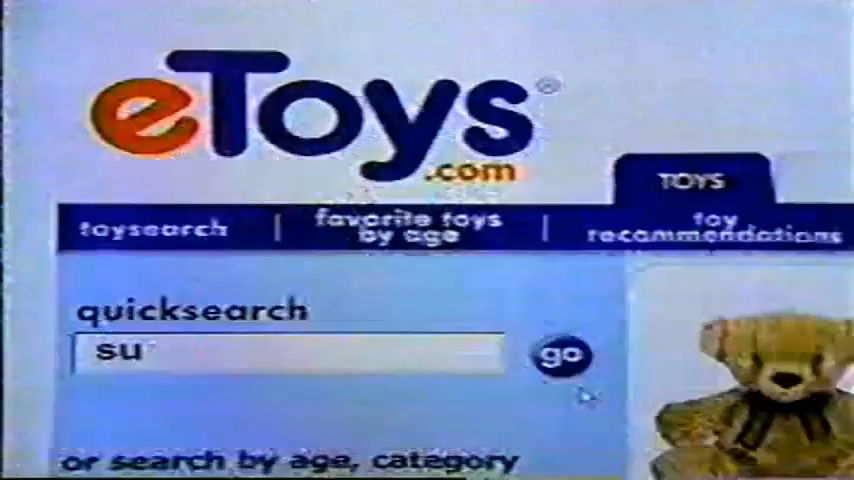 eToys®
.com
TOYS
toysearch | favorite toys by age | toy recommendations
quicksearch
su
go
or search by age, category